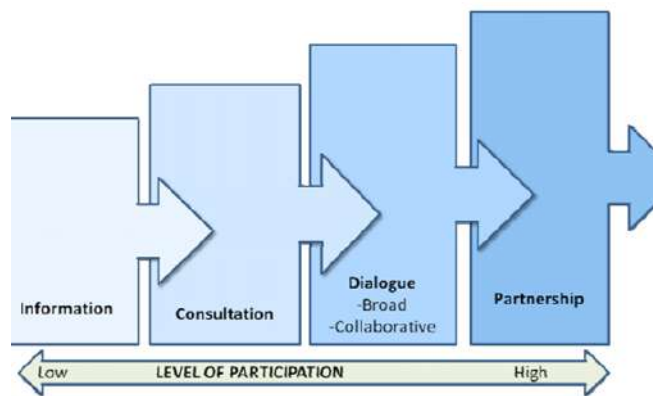 Information
Consultation
Dialogue
-Broad
-Collaborative
Partnership
Low LEVEL OF PARTICIPATION High